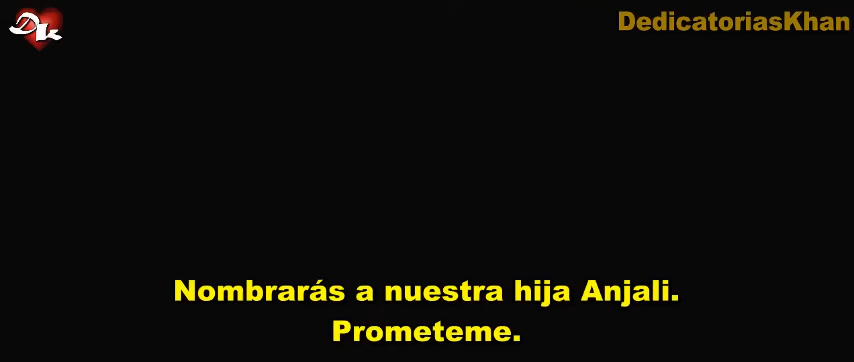 Dk
DedicatoriasKhan
Nombrarás a nuestra hija Anjali.
Prometeme.